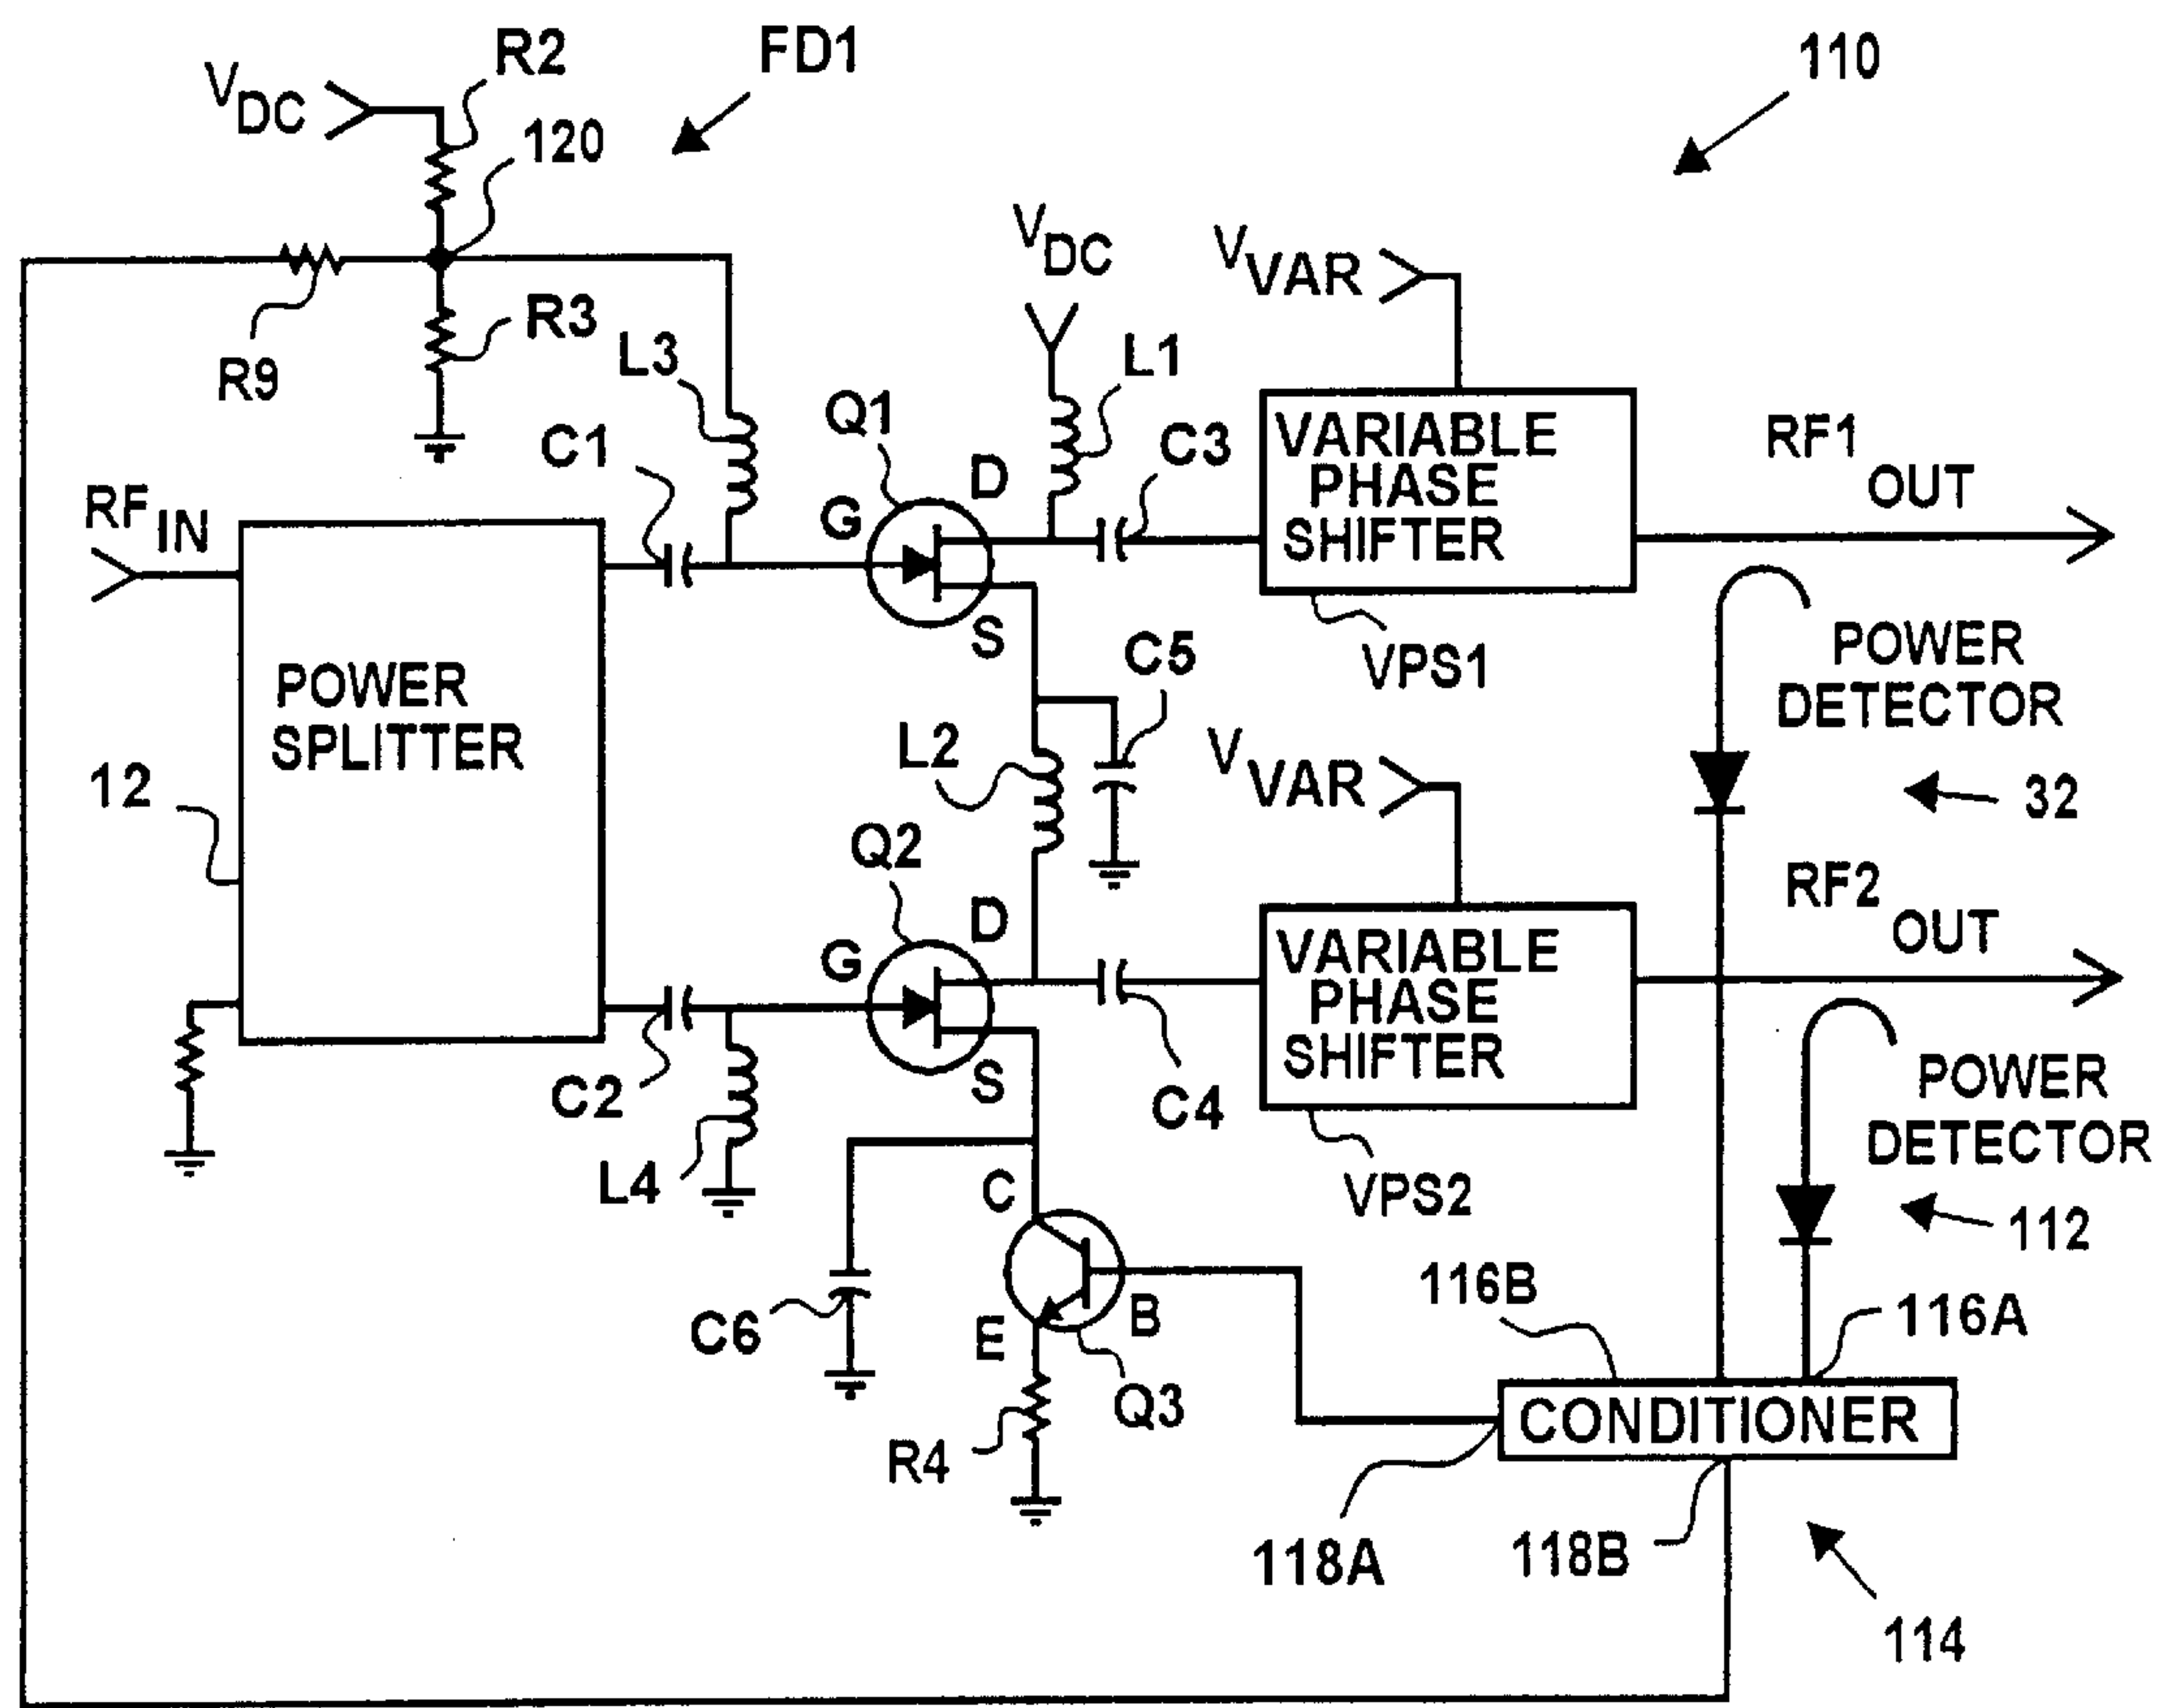 R2
FD1
110
VDC
120
VDC
VVAR
R3
R9
L3
L1
Q1
C1
C3
VARIABLE
PHASE
SHIFTER
RF1 OUT
D
G
RFIN
S
C5
VPS1
POWER
DETECTOR
POWER
SPLITTER
L2
VVAR
12
32
Q2
RF2 OUT
D
G
VARIABLE
PHASE
SHIFTER
S
C2
C4
POWER
DETECTOR
L4
C
VPS2
112
116B
116A
C6
E
B
Q3
CONDITIONER
R4
118A
118B
114